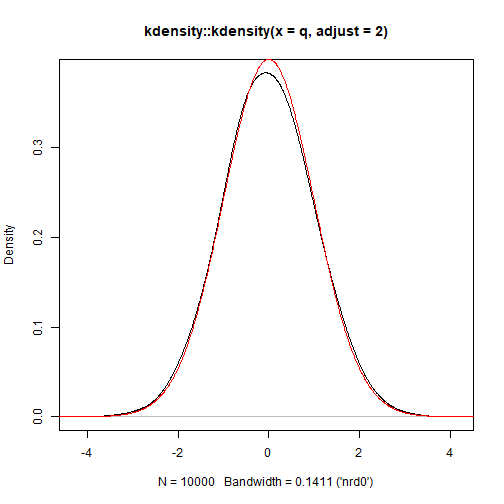 kdensity::kdensity(x = q, adjust = 2)
Density
0.3
0.2
0.1
0.0
-4 -2 0 2 4
N = 10000 Bandwidth = 0.1411 ('nrd0')